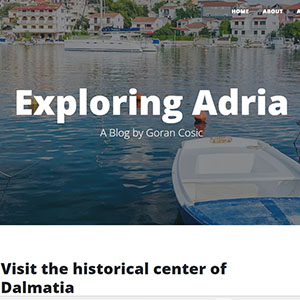 HOME ABOUT
Exploring Adria
A Blog by Goran Cosic
Visit the historical center of
Dalmatia